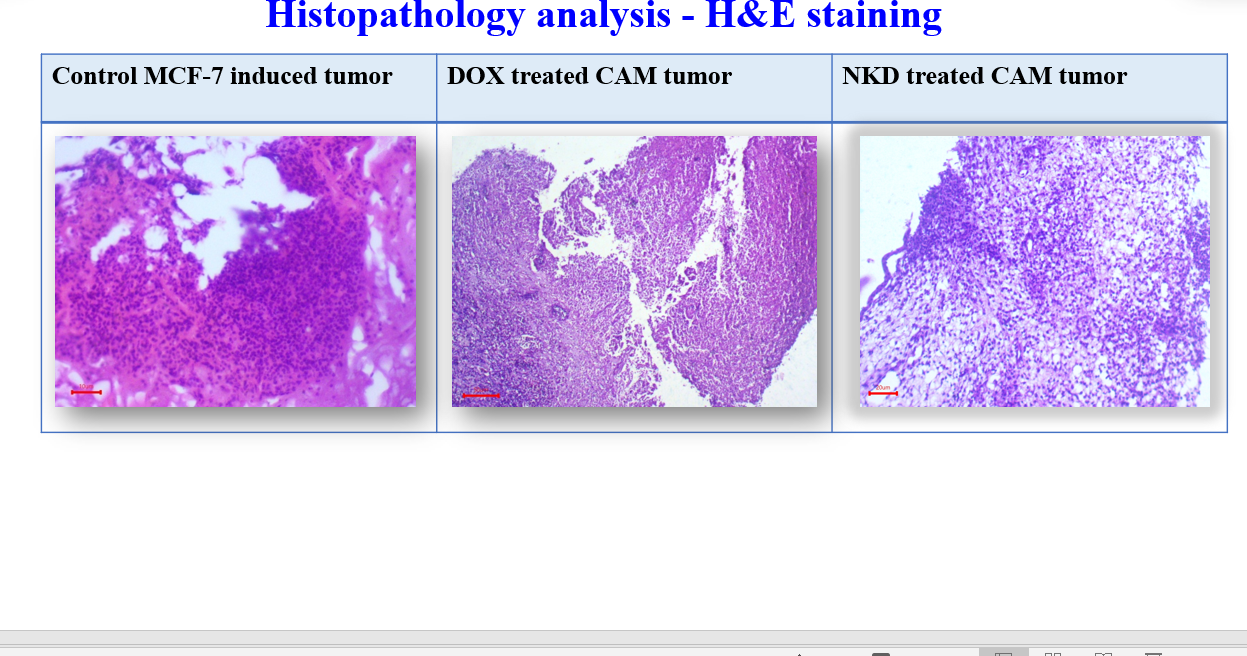 Histopathology analysis - H&E staining
Control MCF-7 induced tumor
DOX treated CAM tumor
NKD treated CAM tumor